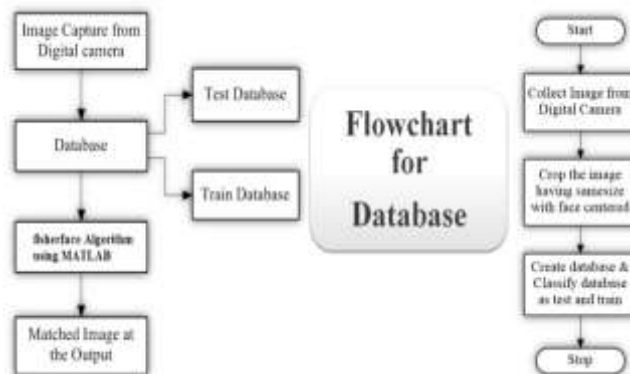 Image Capture from
Digital camera
Database
Test Database
Train Database
fisherface Algorithm
using MATLAB
Matched Image at
the Output
Flowchart
for
Database
Start
Collect Image from
Digital Camera
Crop the image
having samesize
with face centered
Create database &
Classify database
as test and train
Stop